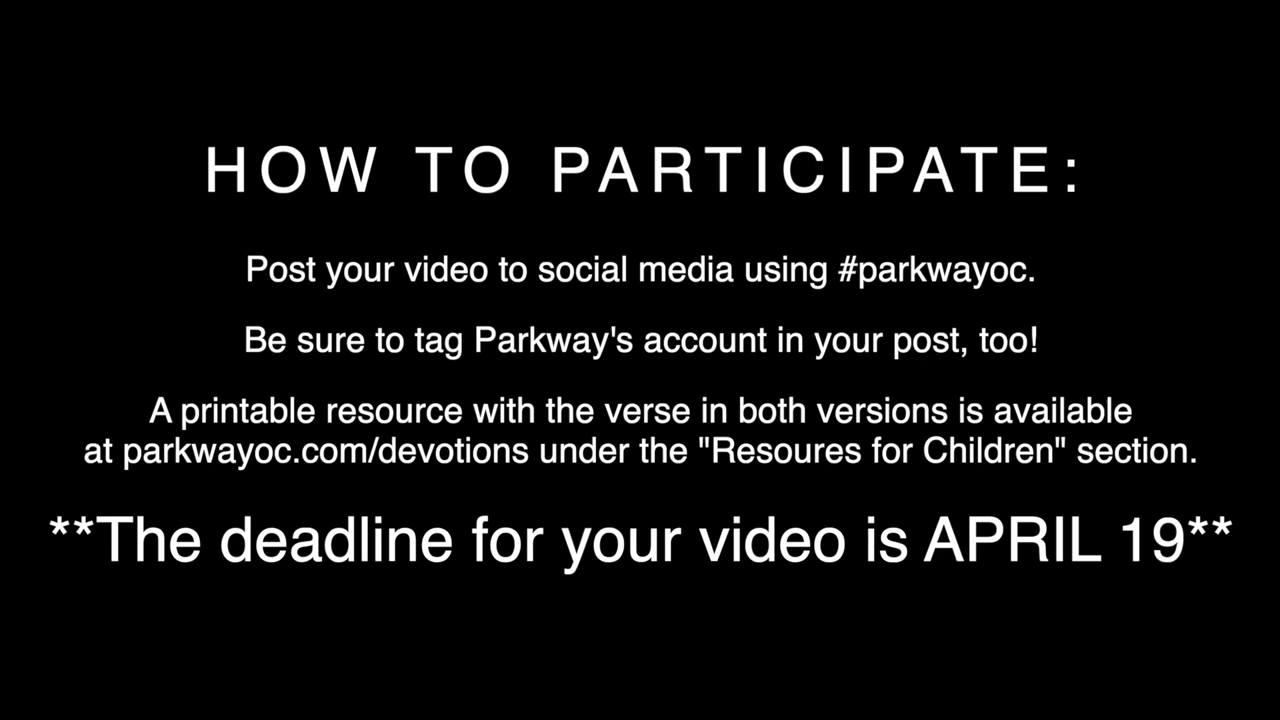 HOW TO PARTICIPATE:
Post your video to social media using #parkwayoc.
Be sure to tag Parkway's account in your post, too!
A printable resource with the verse in both versions is available
at parkwayoc.com/devotions under the "Resoures for Children" section.
**The deadline for your video is APRIL 19**